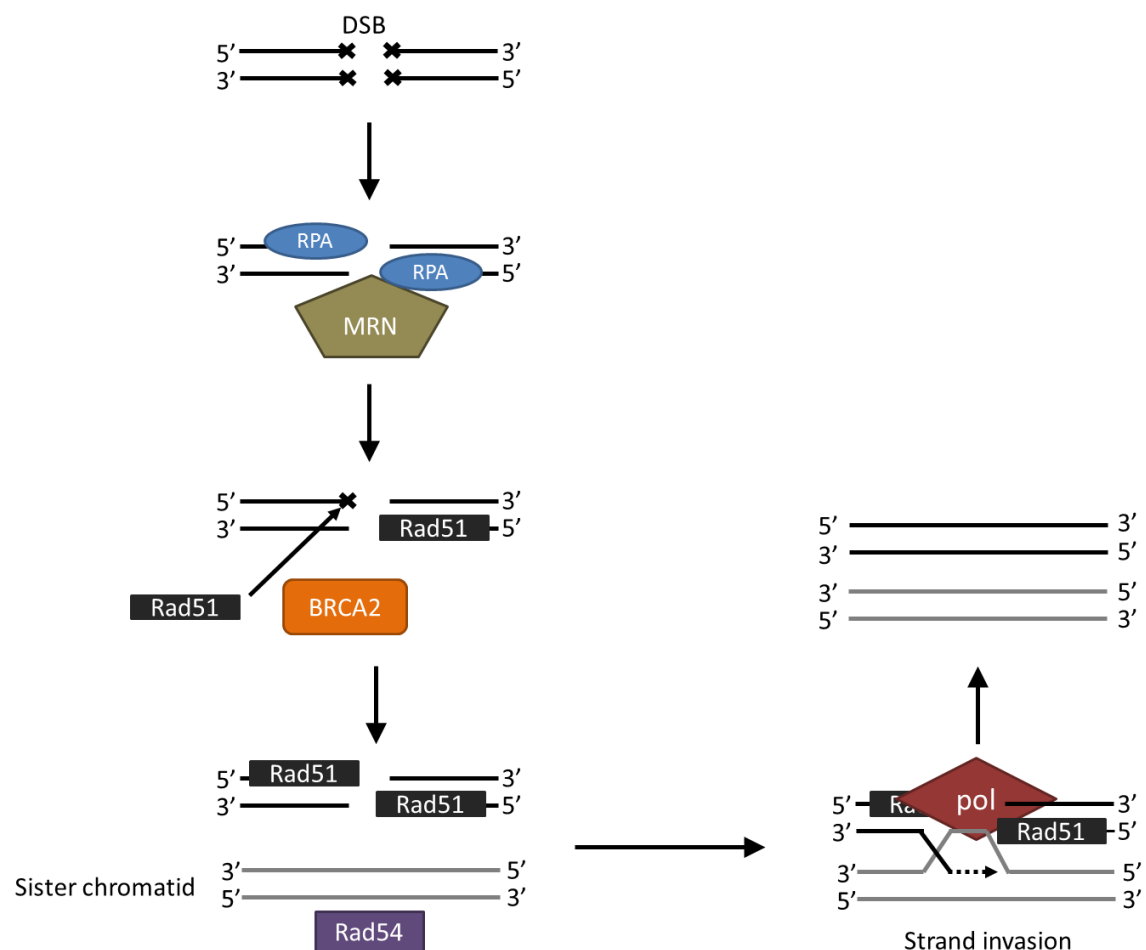 DSB
5’ 3’
3’ 5’
5’ RPA 3’
3’ RPA 5’
MRN
5’ 3’
3’ Rad51 5’
Rad51 BRCA2
5’ Rad51 3’
3’ Rad51 5’
3’ 5’
Sister chromatid
5’ 3’
Rad54
5’ 3’
3’ 5’
3’ 5’
5’ 3’
5’ Ra pol 3’
3’ Rad51 5’
3’ 5’
5’ 3’
Strand invasion